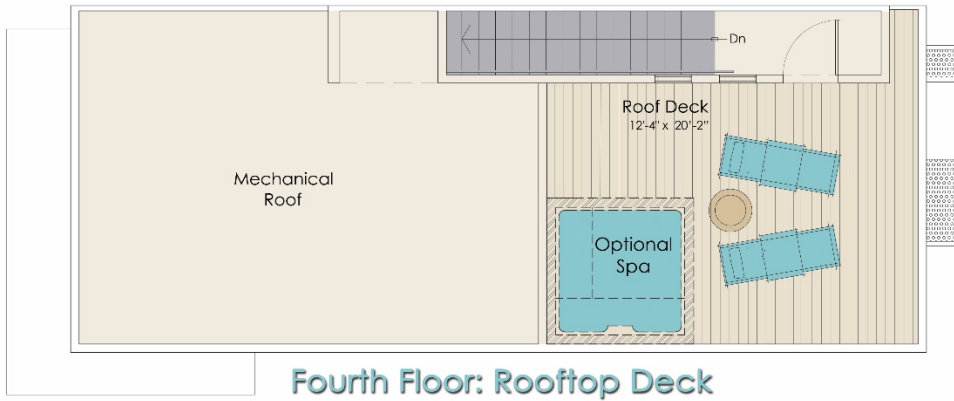 Dn
Roof Deck
12'-4" x 20'-2"
Mechanical
Roof
Optional
Spa
Fourth Floor: Rooftop Deck